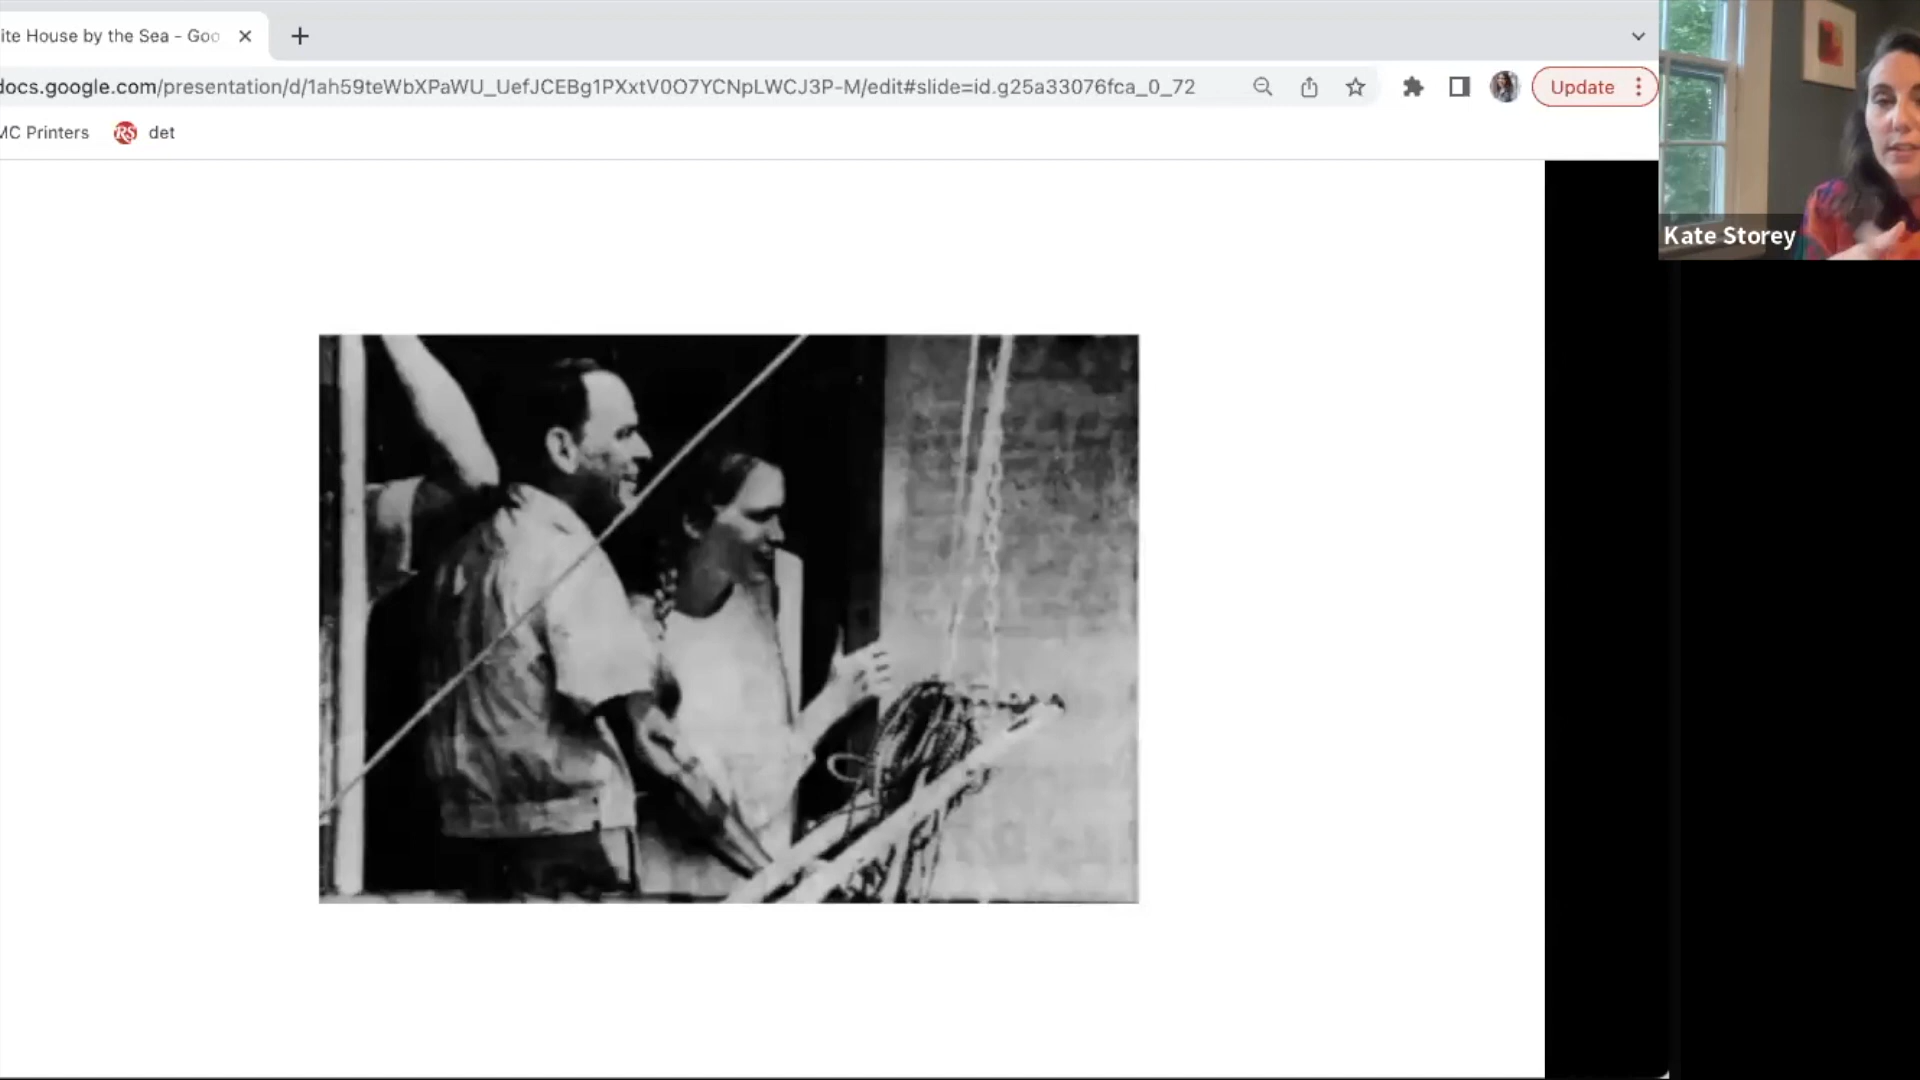 ite House by the Sea - Goo
docs.google.com/presentation/d/1ah59teWbXPaWU_UefJCEBg1PXxtV0O7YCNpLWCJ3P-M/edit#slide=id.g25a33076fca_0_72
Update
MC Printers
RS
det
Kate Storey